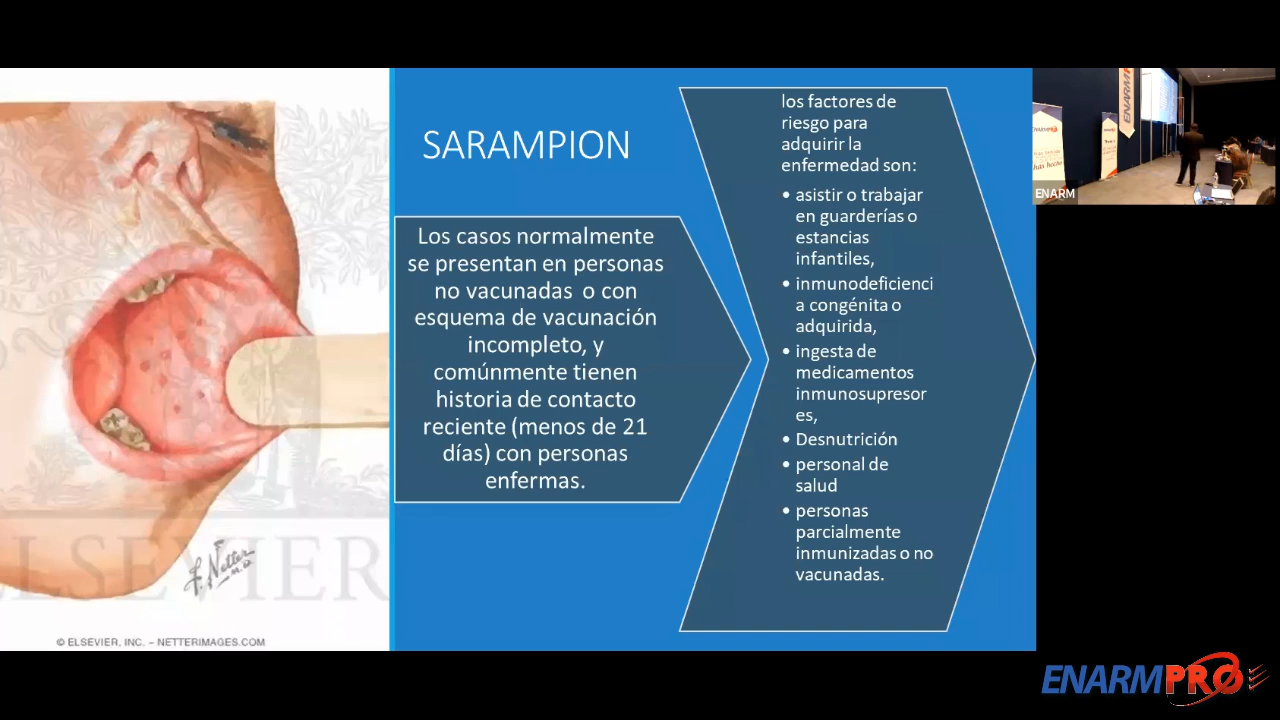 SARAMPION
Los casos normalmente
se presentan en personas
no vacunadas o con
esquema de vacunación
incompleto, y
comúnmente tienen
historia de contacto
reciente (menos de 21
días) con personas
enfermas.
los factores de
riesgo para
adquirir la
enfermedad son:
• asistir o trabajar
en guarderías o
estancias
infantiles,
• inmunodeficienci
a congénita o
adquirida,
• ingesta de
medicamentos
inmunosupresor
es,
• Desnutrición
• personal de
salud
• personas
parcialmente
inmunizadas o no
vacunadas.
F. Netter
M.D.
ELSEVIER
© ELSEVIER, INC. – NETTERIMAGES.COM
ENARM
ENARMPRO